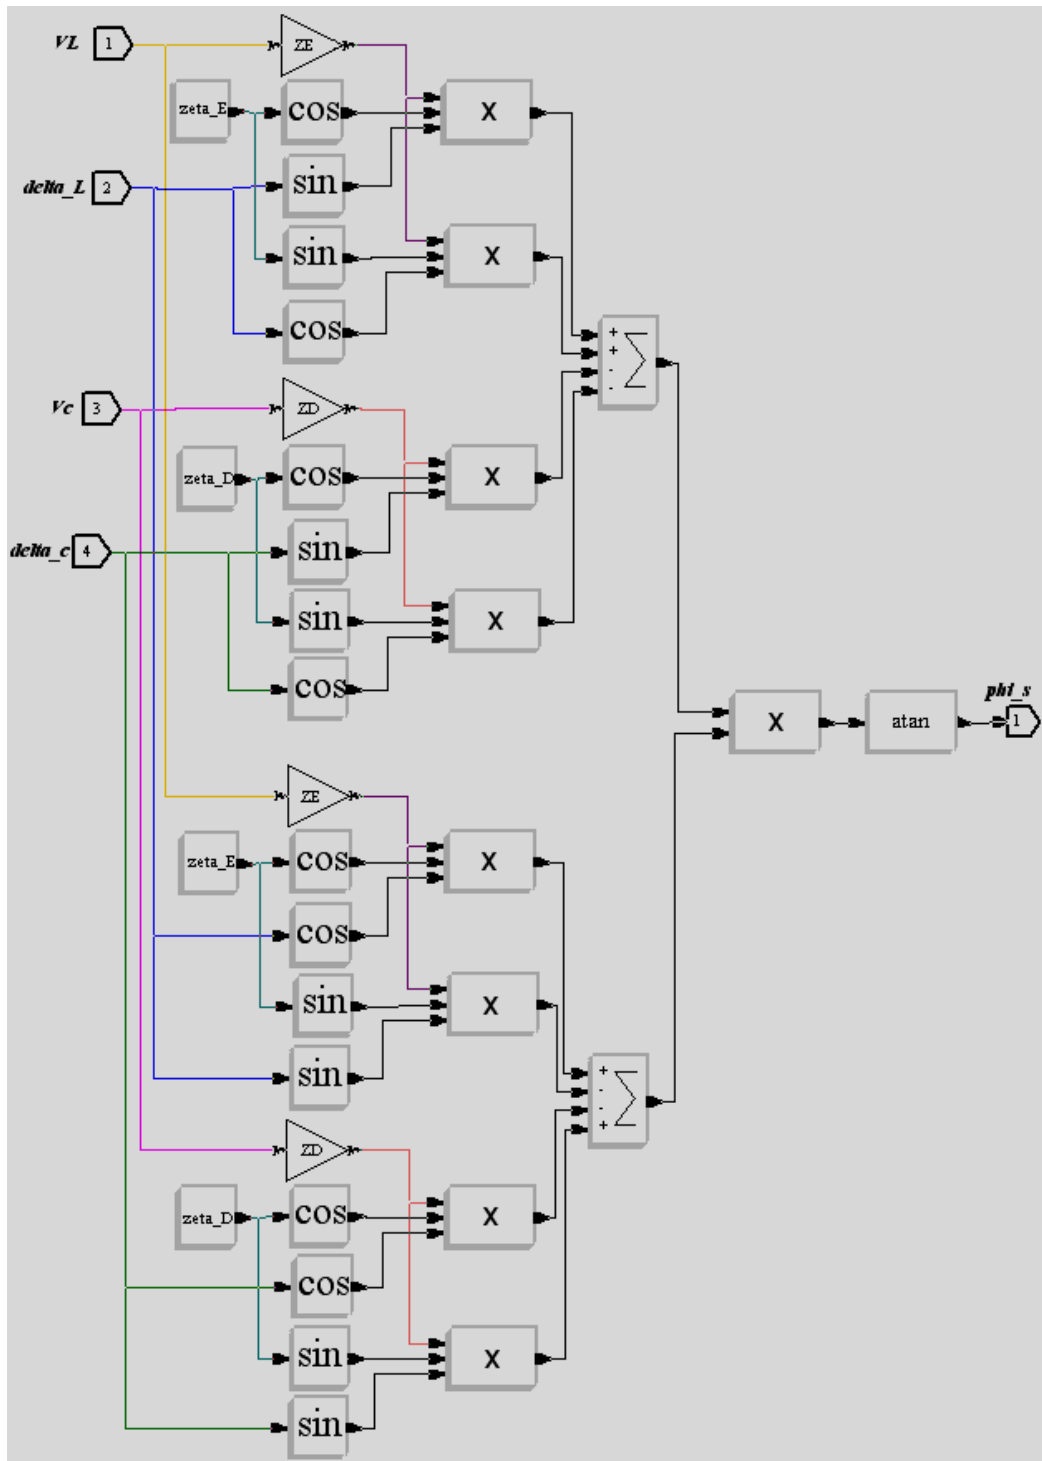 VL 1 ZE
zeta_E cos X
delta_L 2 sin
sin X
cos
+
+
-
-
Vc 3 ZD
zeta_D cos X
delta_c 4 sin
sin X
cos
phi_s
X atan 1
ZE
zeta_E cos X
cos
sin X
sin
+
-
-
+
ZD
zeta_D cos X
cos
sin X
sin